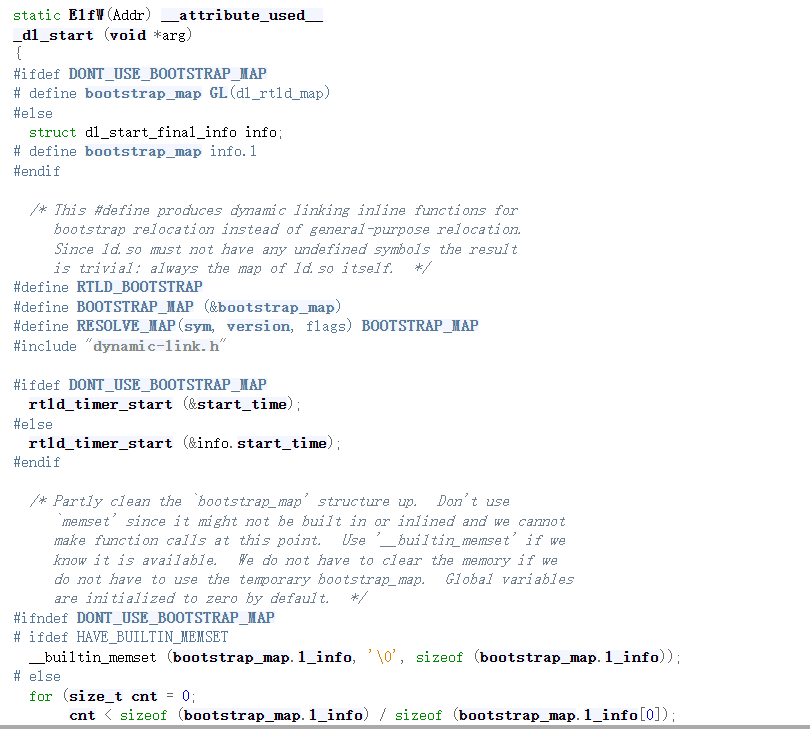 static ElfW(Addr) __attribute_used__
_dl_start (void *arg)
{
#ifdef DONT_USE_BOOTSTRAP_MAP
# define bootstrap_map GL(dl_rtld_map)
#else
  struct dl_start_final_info info;
# define bootstrap_map info.l
#endif

  /* This #define produces dynamic linking inline functions for
     bootstrap relocation instead of general-purpose relocation.
     Since ld.so must not have any undefined symbols the result
     is trivial: always the map of ld.so itself.  */
#define RTLD_BOOTSTRAP
#define BOOTSTRAP_MAP (&bootstrap_map)
#define RESOLVE_MAP(sym, version, flags) BOOTSTRAP_MAP
#include "dynamic-link.h"

#ifdef DONT_USE_BOOTSTRAP_MAP
  rtld_timer_start (&start_time);
#else
  rtld_timer_start (&info.start_time);
#endif

  /* Partly clean the `bootstrap_map' structure up.  Don't use
     `memset' since it might not be built in or inlined and we cannot
     make function calls at this point.  Use '__builtin_memset' if we
     know it is available.  We do not have to clear the memory if we
     do not have to use the temporary bootstrap_map.  Global variables
     are initialized to zero by default.  */
#ifndef DONT_USE_BOOTSTRAP_MAP
# ifdef HAVE_BUILTIN_MEMSET
  __builtin_memset (bootstrap_map.l_info, '\0', sizeof (bootstrap_map.l_info));
# else
  for (size_t cnt = 0;
       cnt < sizeof (bootstrap_map.l_info) / sizeof (bootstrap_map.l_info[0]);